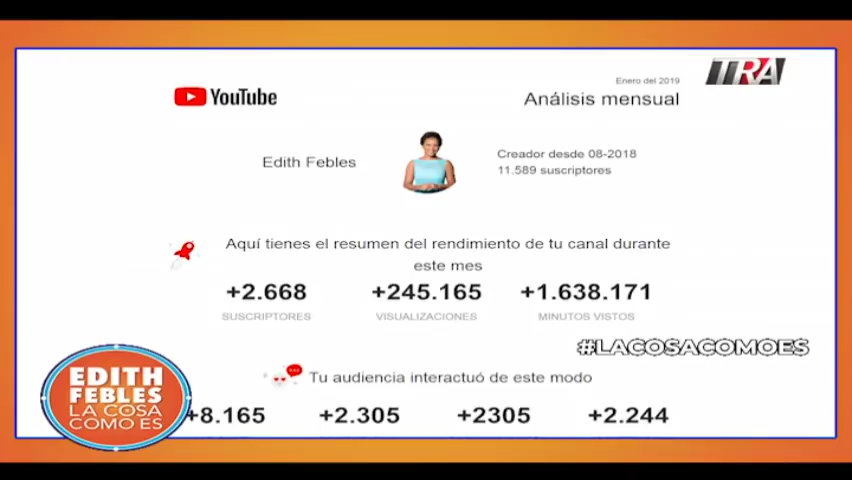 Enero del 2019
TRA
YouTube
Análisis mensual
Edith Febles
Creador desde 08-2018
11.589 suscriptores
Aquí tienes el resumen del rendimiento de tu canal durante
este mes
+2.668
+245.165
+1.638.171
SUSCRIPTORES
VISUALIZACIONES
MINUTOS VISTOS
#LACOSACOMOES
Tu audiencia interactuó de este modo
+8.165
+2.305
+2305
+2.244
EDITH
FEBLES
LA COSA
COMO ES